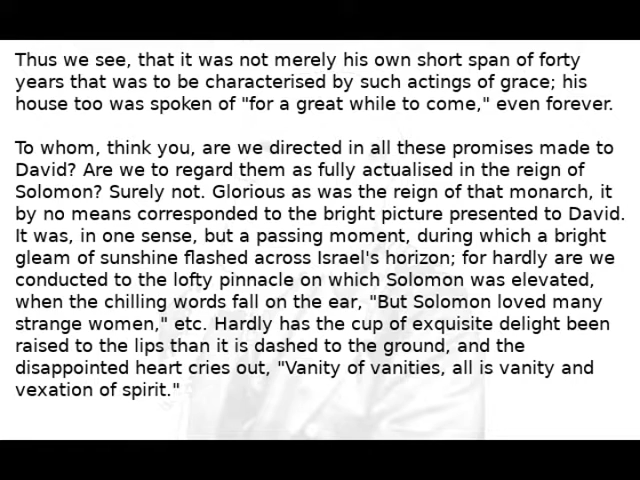 Thus we see, that it was not merely his own short span of forty
years that was to be characterised by such actings of grace; his
house too was spoken of "for a great while to come," even forever.
To whom, think you, are we directed in all these promises made to
David? Are we to regard them as fully actualised in the reign of
Solomon? Surely not. Glorious as was the reign of that monarch, it
by no means corresponded to the bright picture presented to David.
It was, in one sense, but a passing moment, during which a bright
gleam of sunshine flashed across Israel's horizon; for hardly are we
conducted to the lofty pinnacle on which Solomon was elevated,
when the chilling words fall on the ear, "But Solomon loved many
strange women," etc. Hardly has the cup of exquisite delight been
raised to the lips than it is dashed to the ground, and the
disappointed heart cries out, "Vanity of vanities, all is vanity and
vexation of spirit."